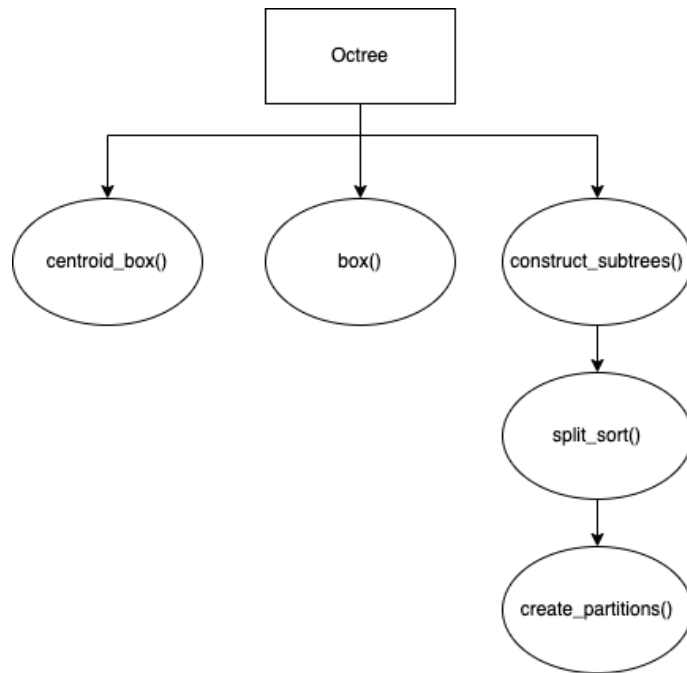 Octree
centroid_box()
box()
construct_subtrees()
split_sort()
create_partitions()